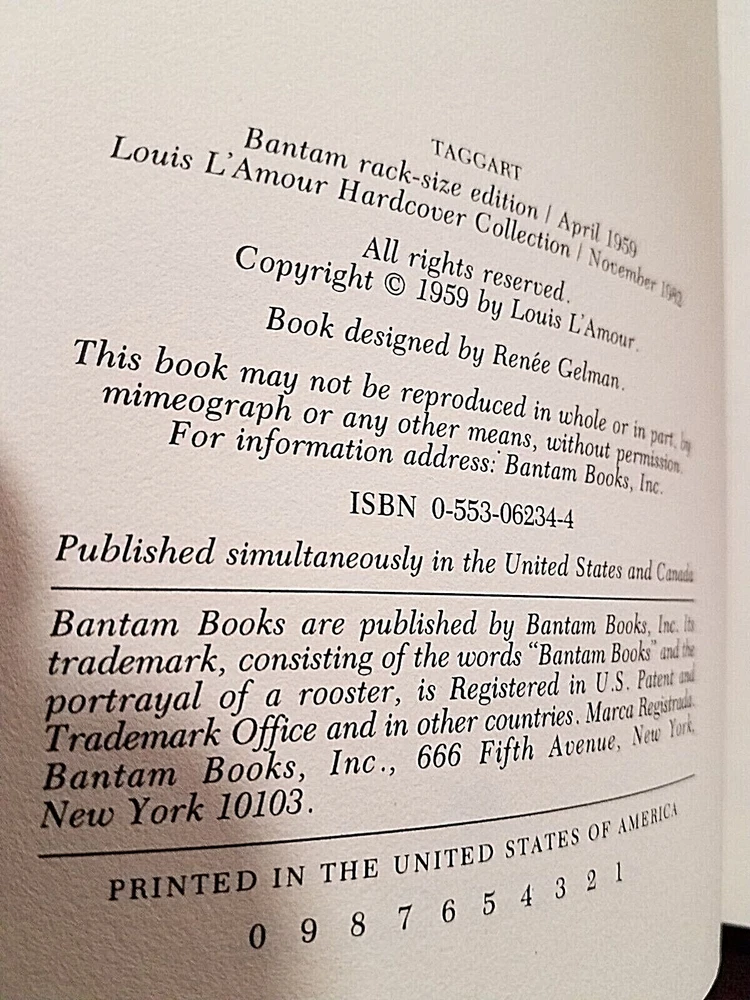 TAGGART
Bantam rack-size edition / April 1959
Louis L'Amour Hardcover Collection / November 1982
All rights reserved.
Copyright © 1959 by Louis L'Amour.
Book designed by Renée Gelman.
This book may not be reproduced in whole or in part, by
mimeograph or any other means, without permission.
For information address: Bantam Books, Inc.
ISBN 0-553-06234-4
Published simultaneously in the United States and Canada
Bantam Books are published by Bantam Books, Inc. Its
trademark, consisting of the words "Bantam Books" and the
portrayal of a rooster, is Registered in U.S. Patent and
Trademark Office and in other countries. Marca Registrada.
Bantam Books, Inc., 666 Fifth Avenue, New York,
New York 10103.
PRINTED IN THE UNITED STATES OF AMERICA
0 9 8 7 6 5 4 3 2 1